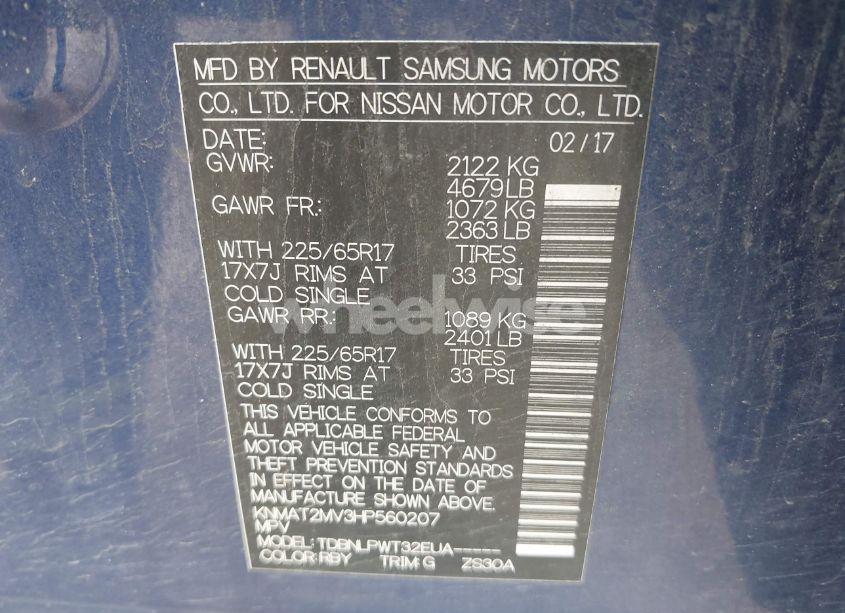 MFD BY RENAULT SAMSUNG MOTORS
CO., LTD. FOR NISSAN MOTOR CO., LTD.
DATE: 02/17
GVWR: 2122 KG
4679 LB
GAWR FR.: 1072 KG
2363 LB
WITH 225/65R17 TIRES
17X7J RIMS AT 33 PSI
COLD SINGLE
GAWR RR.: 1089 KG
2401 LB
WITH 225/65R17 TIRES
17X7J RIMS AT 33 PSI
COLD SINGLE
THIS VEHICLE CONFORMS TO
ALL APPLICABLE FEDERAL
MOTOR VEHICLE SAFETY AND
THEFT PREVENTION STANDARDS
IN EFFECT ON THE DATE OF
MANUFACTURE SHOWN ABOVE.
KNMAT2MV3HP560207
MPV
MODEL: TDBNLPWT32EUA-----
COLOR: RBY TRIM: G ZS30A
wheelwise